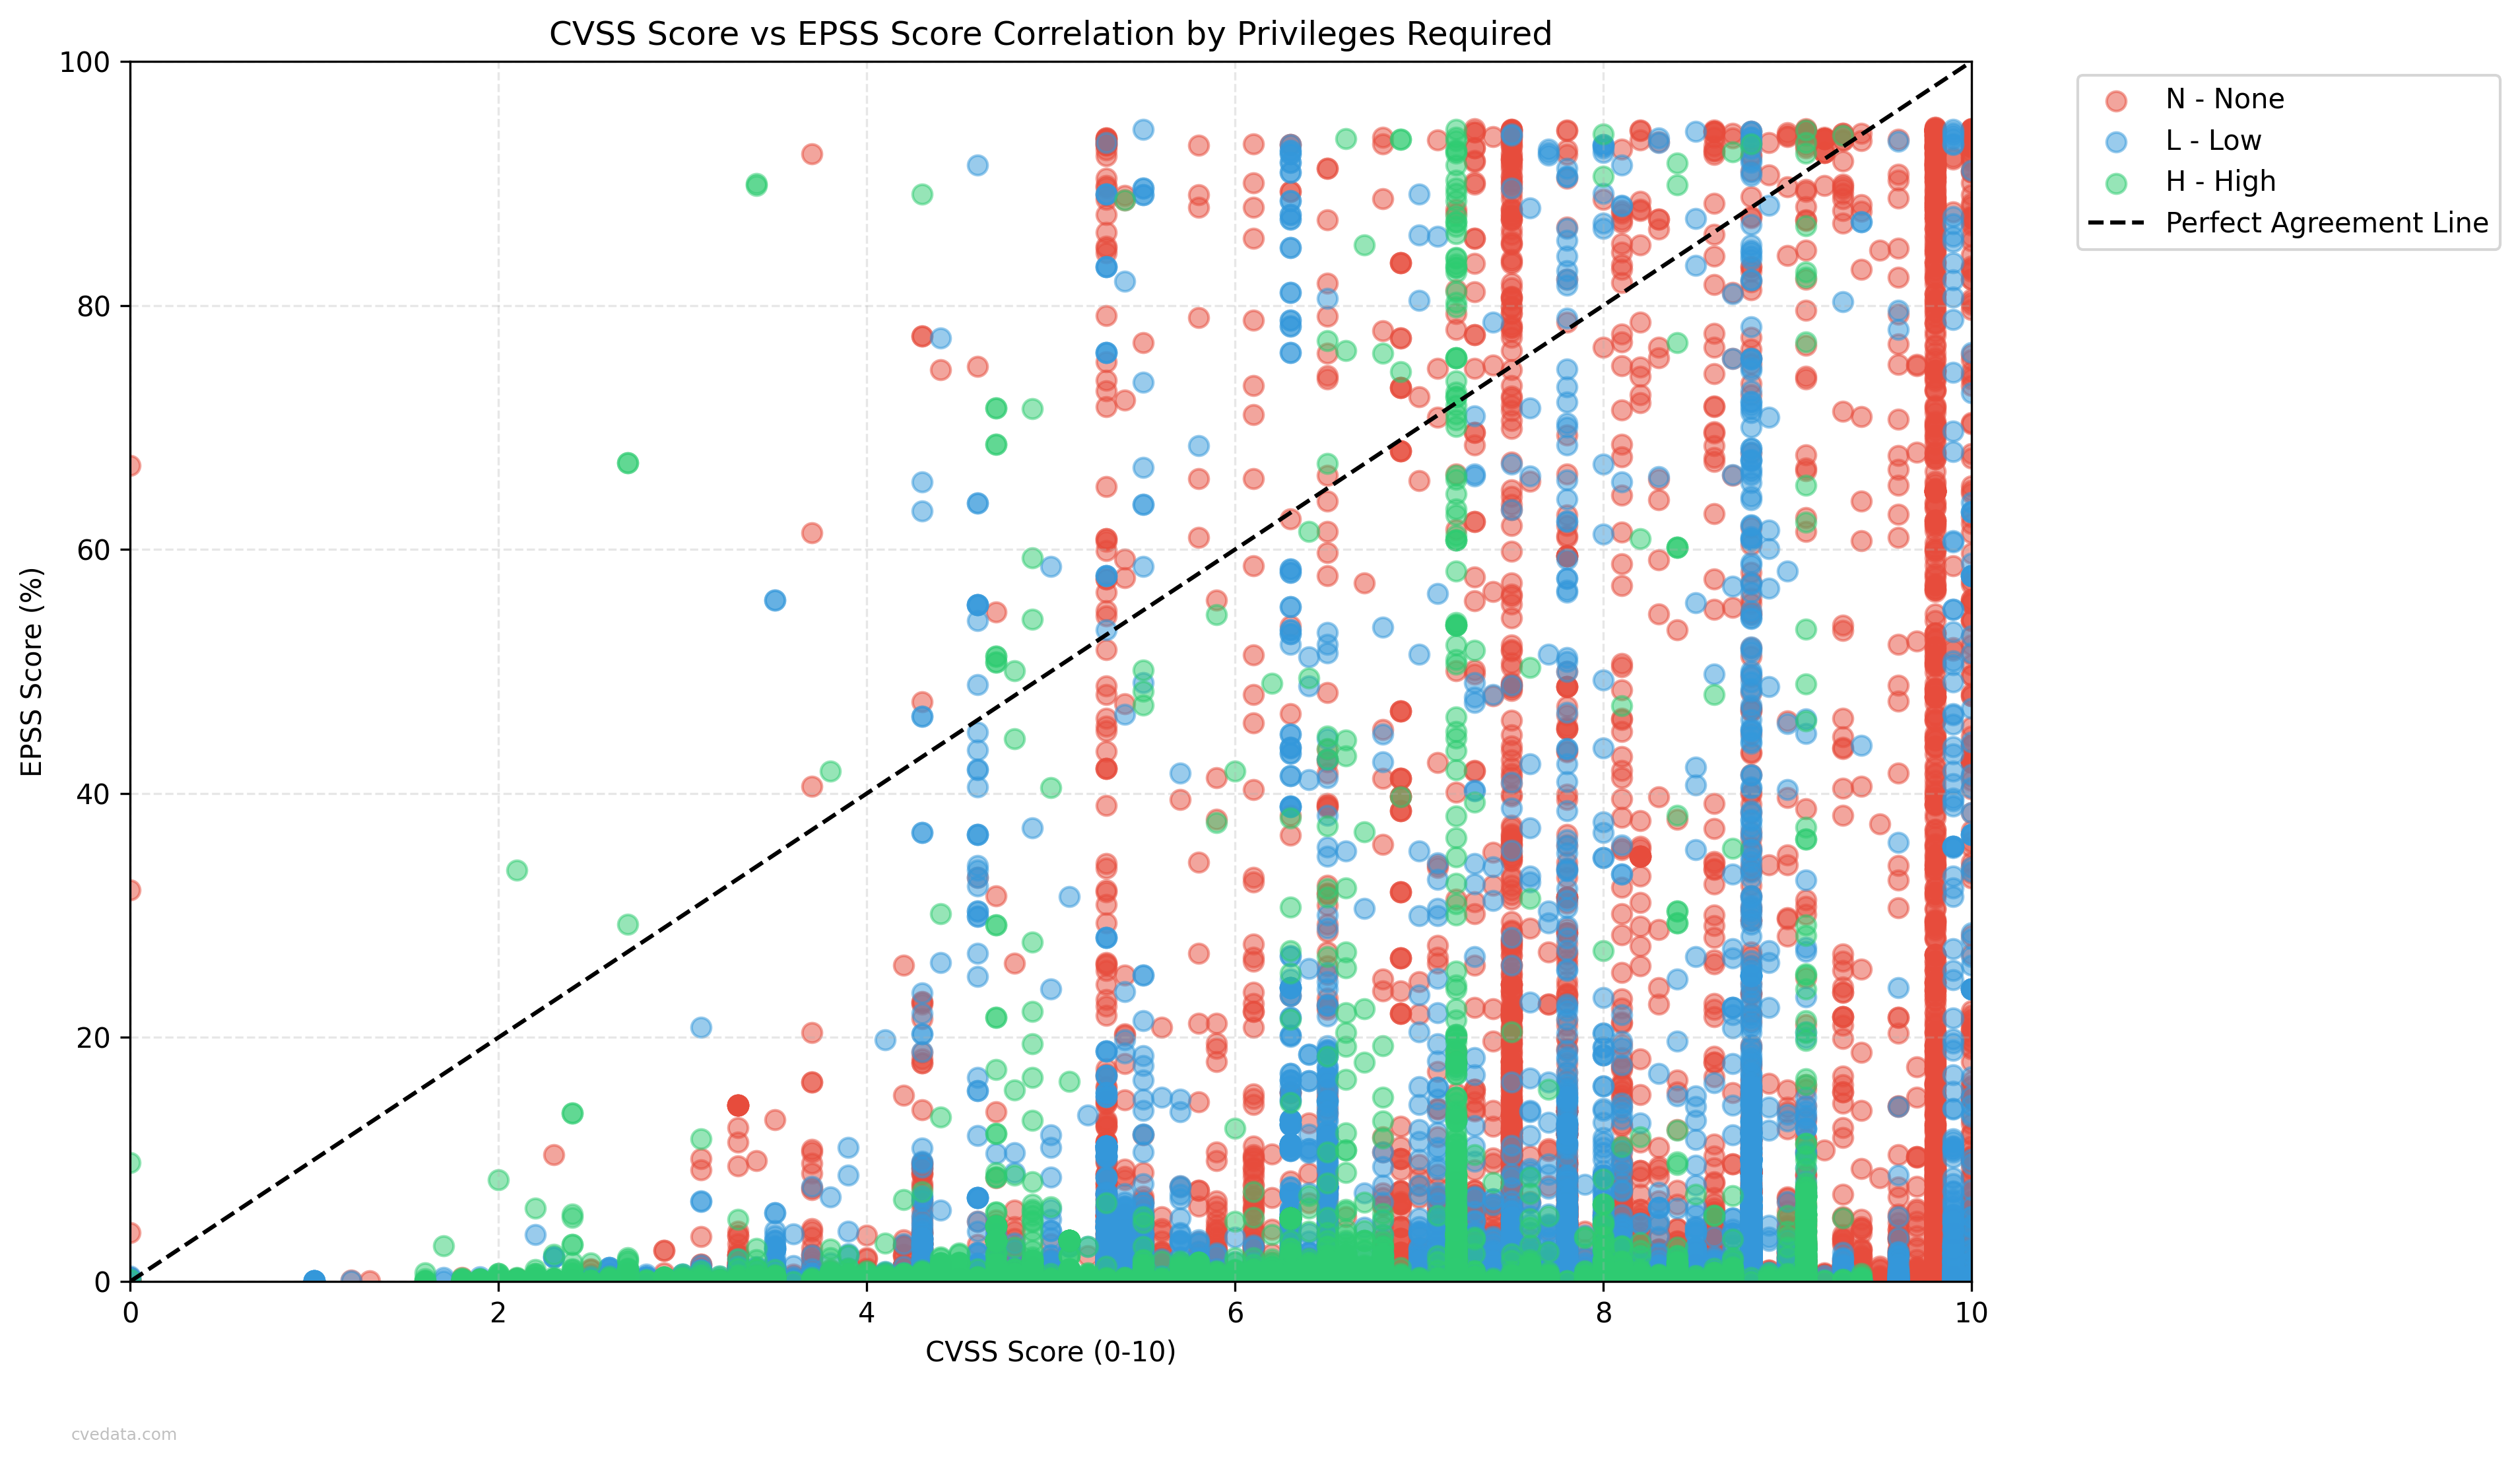 CVSS Score vs EPSS Score Correlation by Privileges Required
100
80
60
40
20
0
EPSS Score (%)
0 2 4 6 8 10
CVSS Score (0-10)
N - None
L - Low
H - High
Perfect Agreement Line
cvedata.com